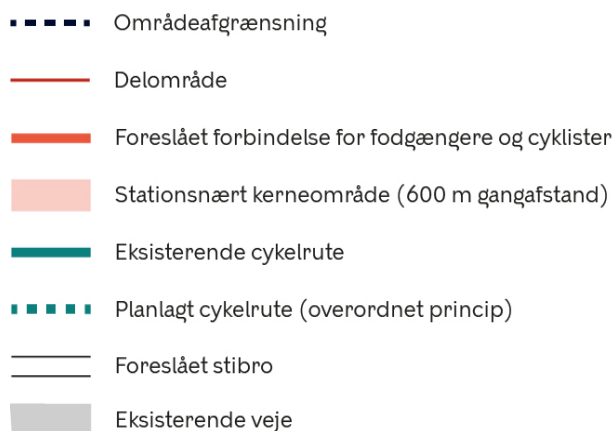 Områdeafgrænsning
Delområde
Foreslået forbindelse for fodgængere og cyklister
Stationsnært kerneområde (600 m gangafstand)
Eksisterende cykelrute
Planlagt cykelrute (overordnet princip)
Foreslået stibro
Eksisterende veje